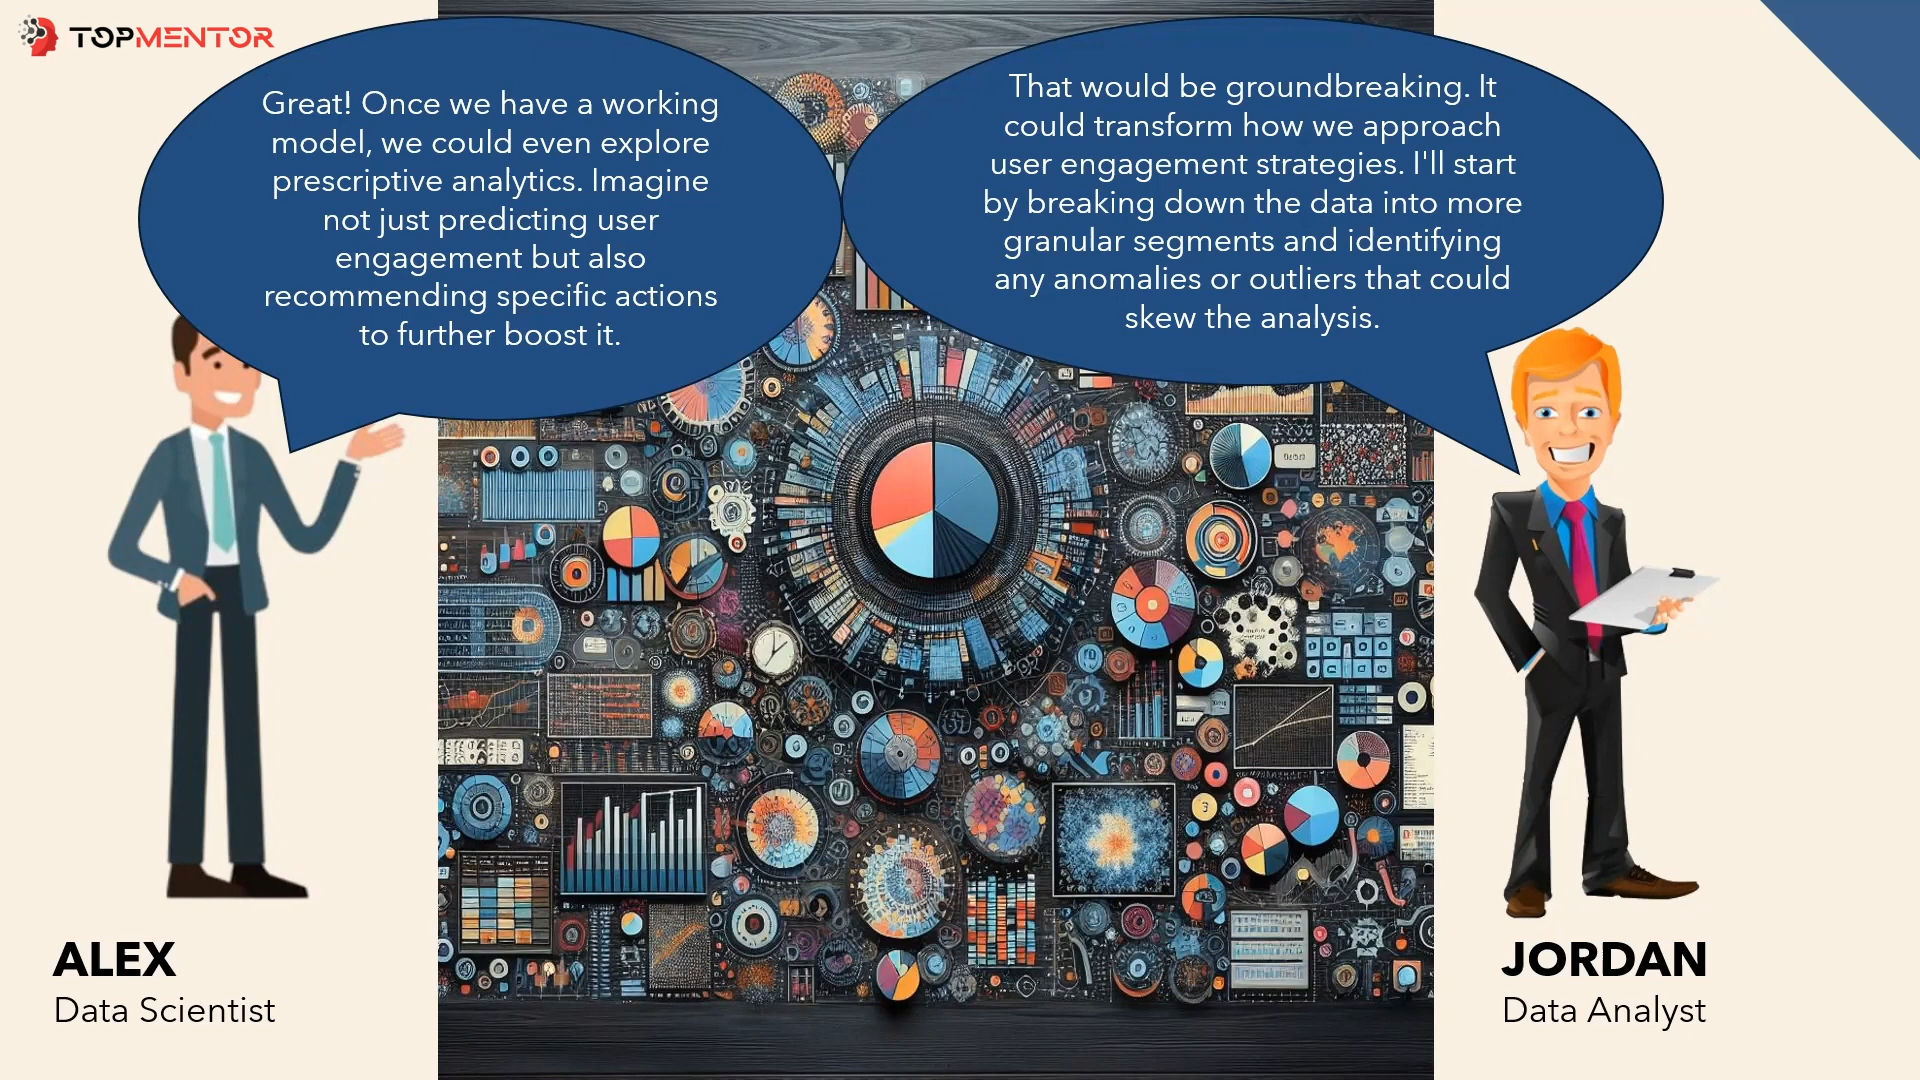 TOPMENTOR
Great! Once we have a working
model, we could even explore
prescriptive analytics. Imagine
not just predicting user
engagement but also
recommending specific actions
to further boost it.
That would be groundbreaking. It
could transform how we approach
user engagement strategies. I'll start
by breaking down the data into more
granular segments and identifying
any anomalies or outliers that could
skew the analysis.
ALEX
Data Scientist
JORDAN
Data Analyst